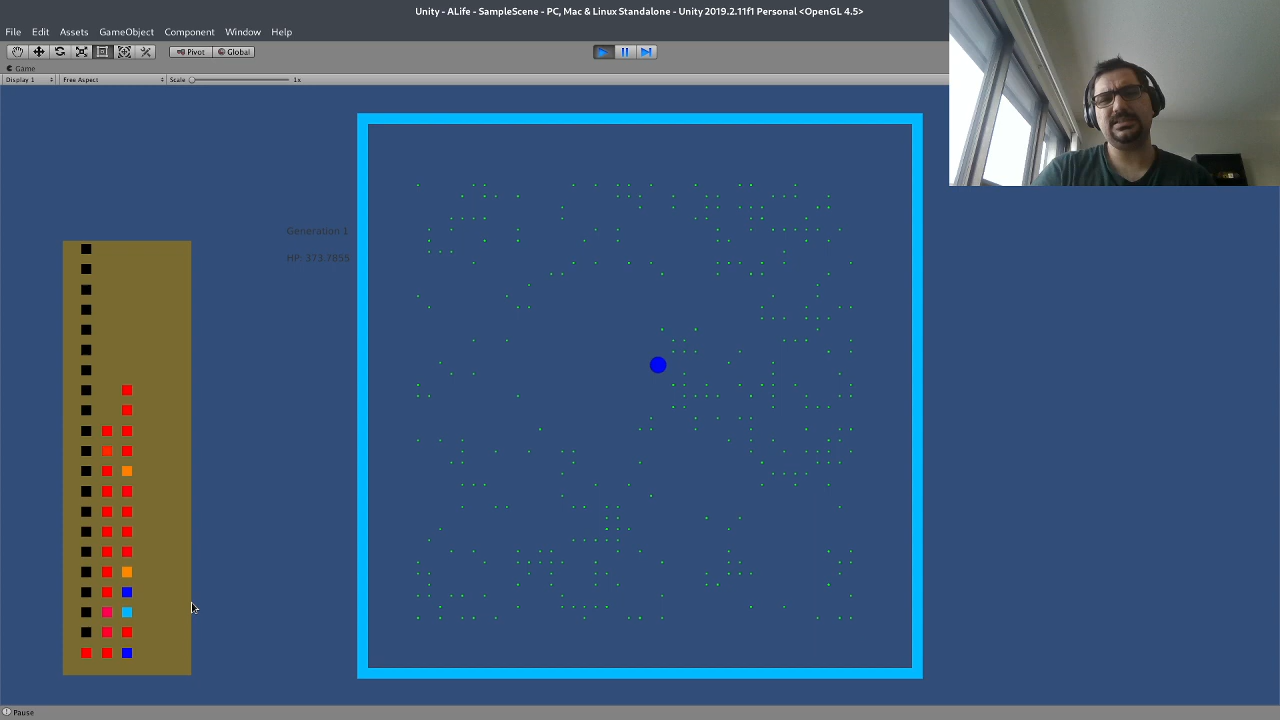 Unity - ALife - SampleScene - PC, Mac & Linux Standalone - Unity 2019.2.11f1 Personal <OpenGL 4.5>
File Edit Assets GameObject Component Window Help
Pivot Global
Game
Display 1 Free Aspect Scale 1x
Generation 1
HP: 373.7855
Pause